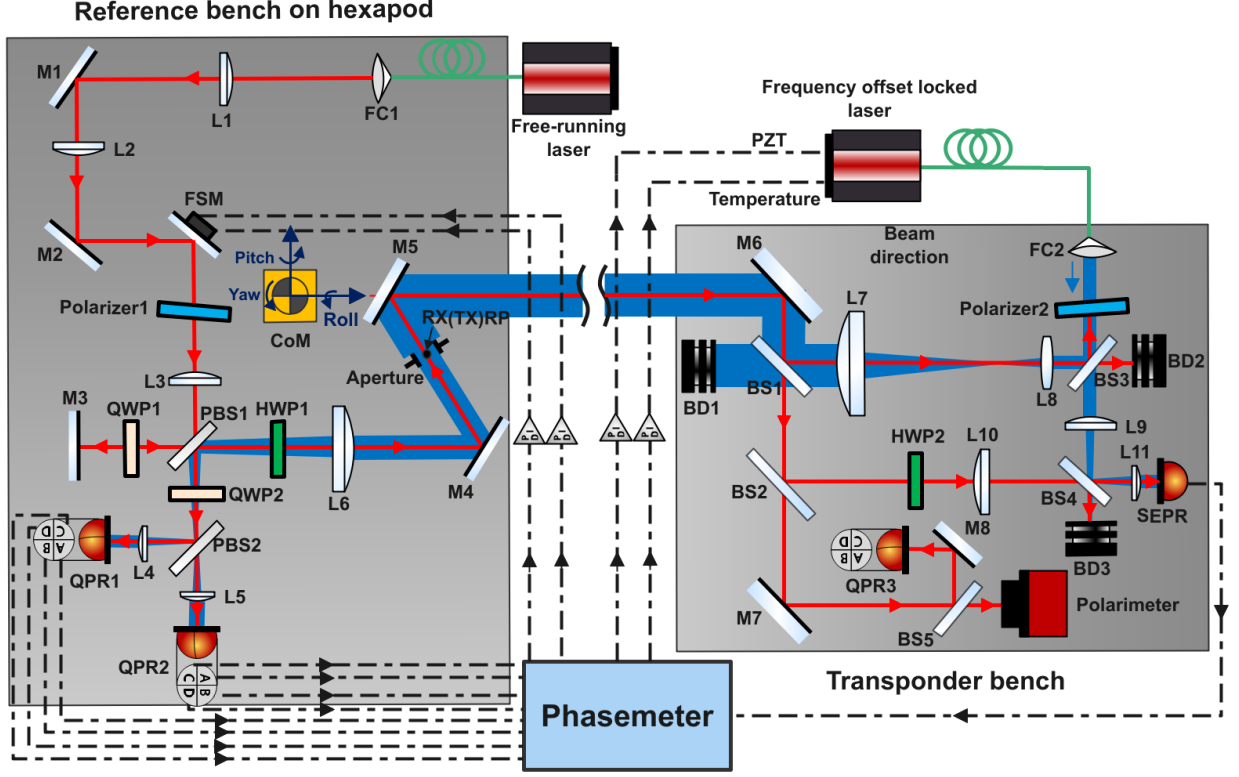 Reference bench on hexapod
M1
L1
FC1
Free-running
laser
Frequency offset locked
laser
PZT
Temperature
L2
M2
FSM
Pitch
Yaw
Roll
CoM
M5
RX(TX)RP
Aperture
Polarizer1
L3
M3
QWP1
PBS1
HWP1
L6
M4
QWP2
PBS2
L4
QPR1
A
B
C
D
L5
QPR2
A
B
C
D
P
I
D
P
I
D
P
I
D
P
I
D
Phasemeter
M6
Beam
direction
FC2
Polarizer2
L7
BS1
BD1
L8
BS3
BD2
L9
L11
BS4
SEPR
BD3
HWP2
L10
BS2
M8
QPR3
A
B
C
D
M7
BS5
Polarimeter
Transponder bench